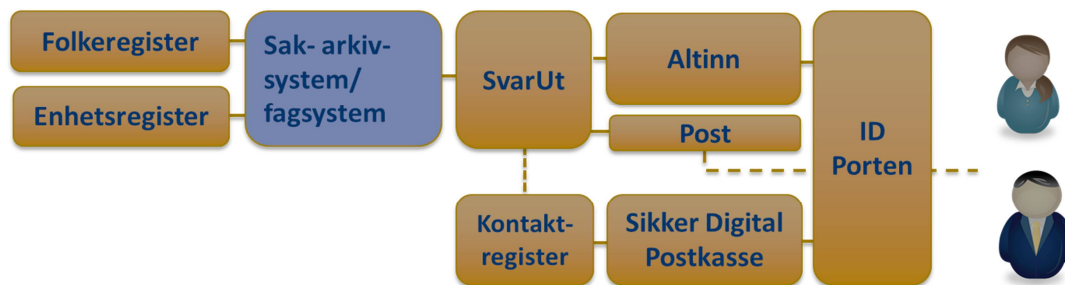 Folkeregister
Enhetsregister
Sak- arkiv-
system/
fagsystem
SvarUt
Altinn
Post
Kontakt-
register
Sikker Digital
Postkasse
ID
Porten